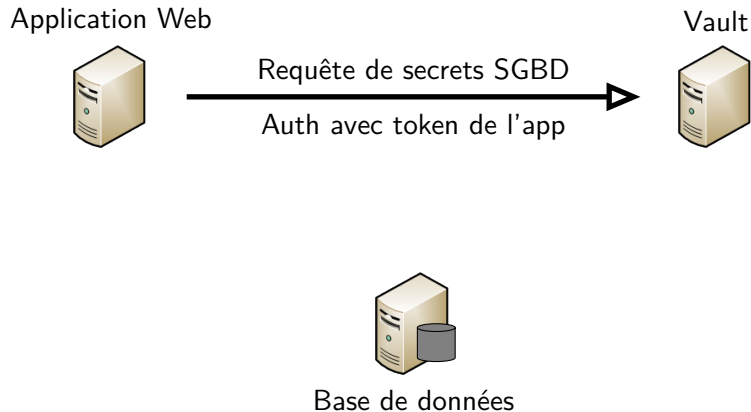 Application Web
Vault
Requête de secrets SGBD
Auth avec token de l'app
Base de données